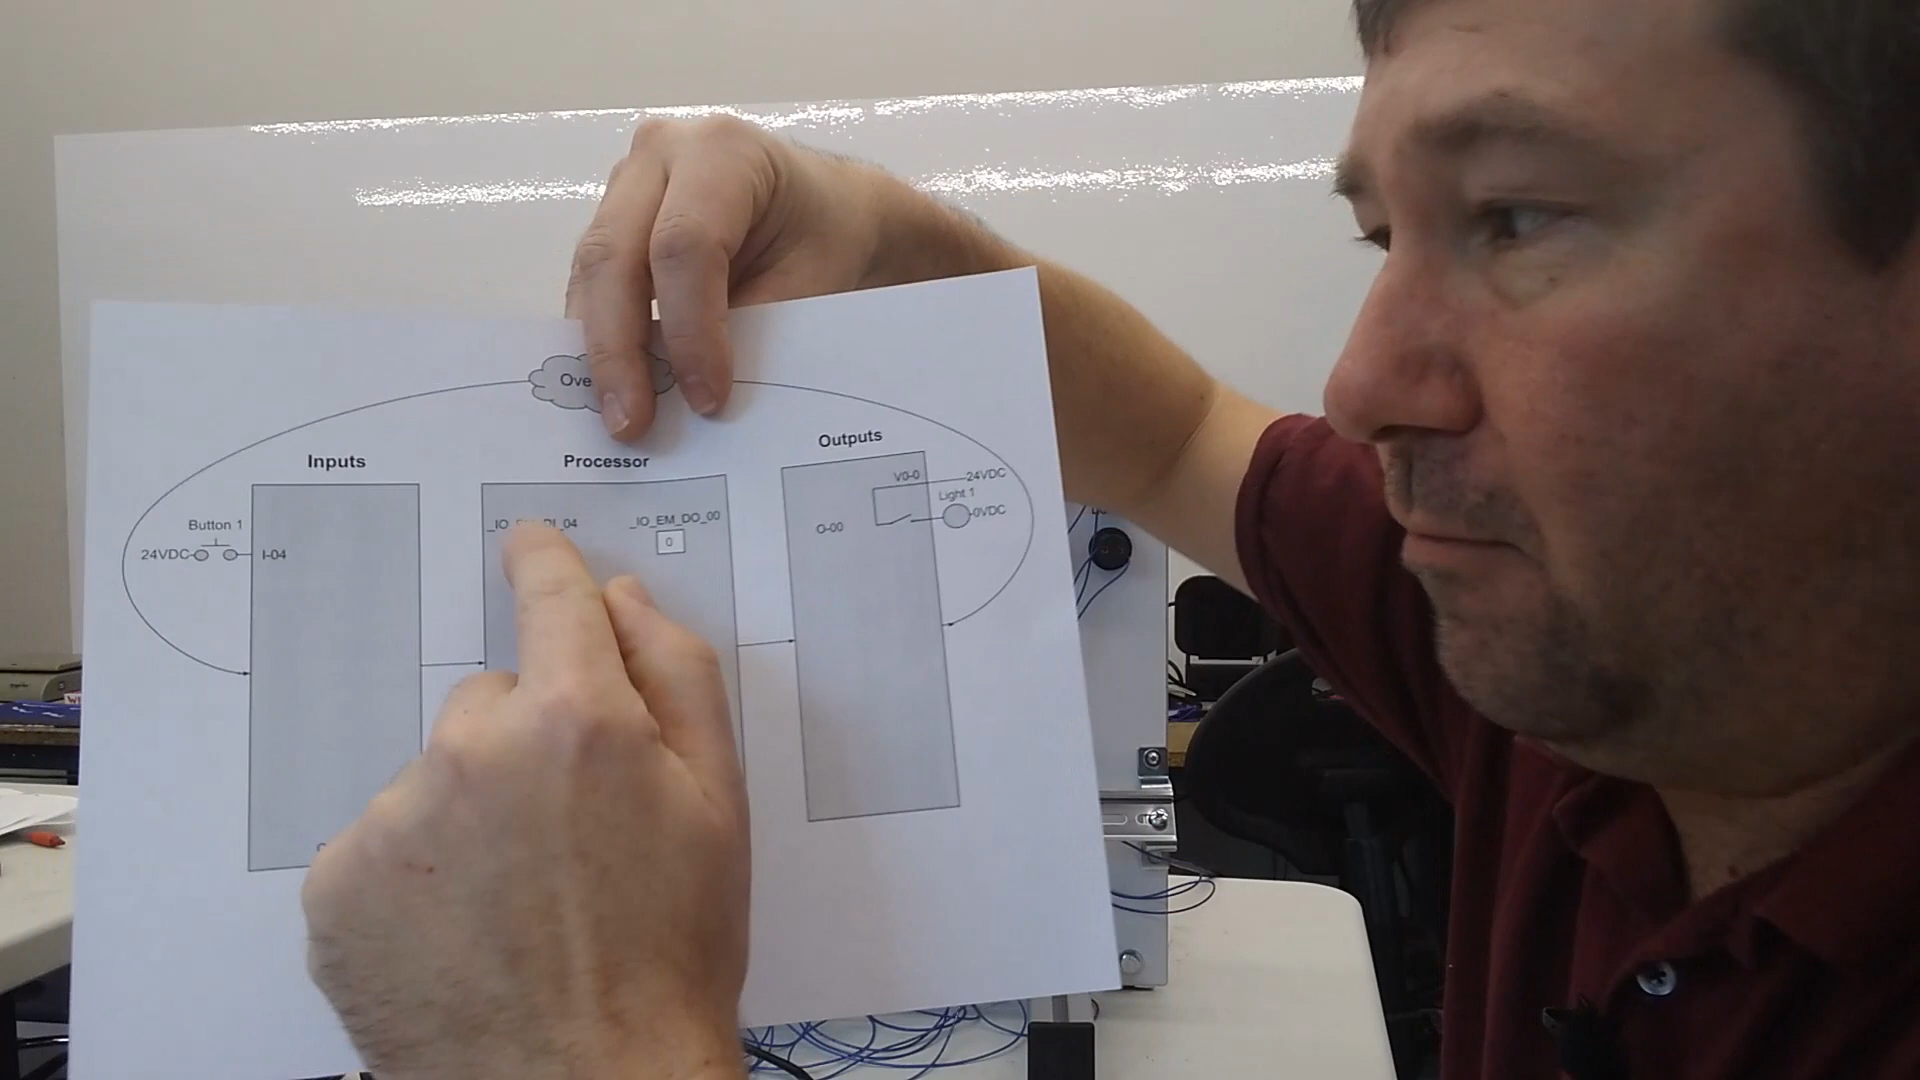 Inputs
Processor
Outputs
Button 1
24VDC
I-04
_IO_EM_DO_00
0
V0-0
24VDC
Light 1
0VDC
O-00